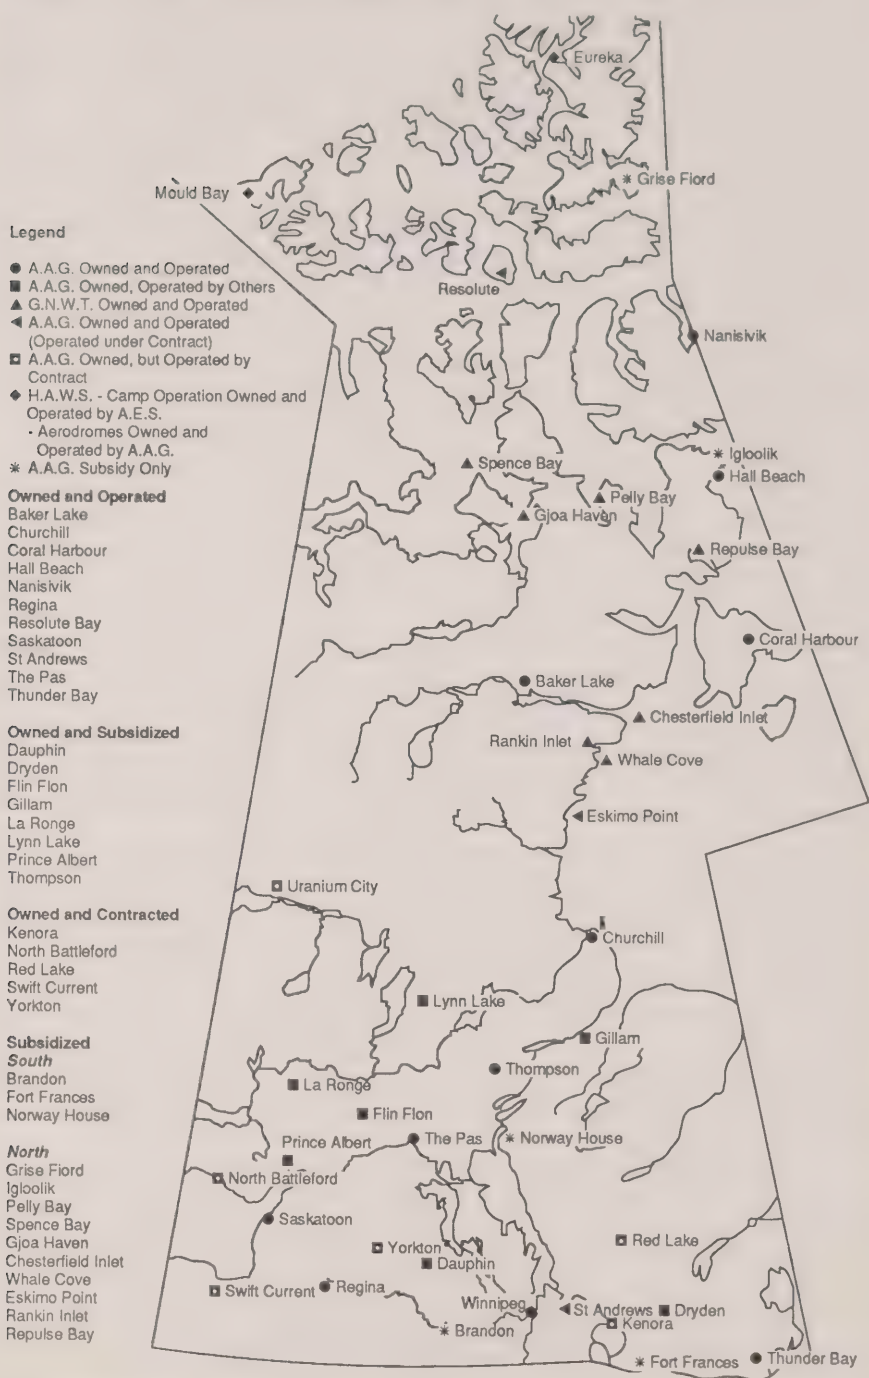 Legend
● A.A.G. Owned and Operated
■ A.A.G. Owned, Operated by Others
▲ G.N.W.T. Owned and Operated
◀ A.A.G. Owned and Operated
(Operated under Contract)
◘ A.A.G. Owned, but Operated by
Contract
◆ H.A.W.S. - Camp Operation Owned and
Operated by A.E.S.
- Aerodromes Owned and
Operated by A.A.G.
✳ A.A.G. Subsidy Only
Owned and Operated
Baker Lake
Churchill
Coral Harbour
Hall Beach
Nanisivik
Regina
Resolute Bay
Saskatoon
St Andrews
The Pas
Thunder Bay
Owned and Subsidized
Dauphin
Dryden
Flin Flon
Gillam
La Ronge
Lynn Lake
Prince Albert
Thompson
Owned and Contracted
Kenora
North Battleford
Red Lake
Swift Current
Yorkton
Subsidized
South
Brandon
Fort Frances
Norway House
North
Grise Fiord
Igloolik
Pelly Bay
Spence Bay
Gjoa Haven
Chesterfield Inlet
Whale Cove
Eskimo Point
Rankin Inlet
Repulse Bay
Eureka
Grise Fiord
Mould Bay
Resolute
Nanisivik
Igloolik
Spence Bay
Hall Beach
Pelly Bay
Gjoa Haven
Repulse Bay
Coral Harbour
Baker Lake
Chesterfield Inlet
Rankin Inlet
Whale Cove
Eskimo Point
Uranium City
Churchill
Lynn Lake
Gillam
Thompson
La Ronge
Flin Flon
The Pas
Norway House
Prince Albert
North Battleford
Saskatoon
Yorkton
Red Lake
Dauphin
Swift Current
Regina
Winnipeg
St Andrews
Dryden
Kenora
Brandon
Fort Frances
Thunder Bay